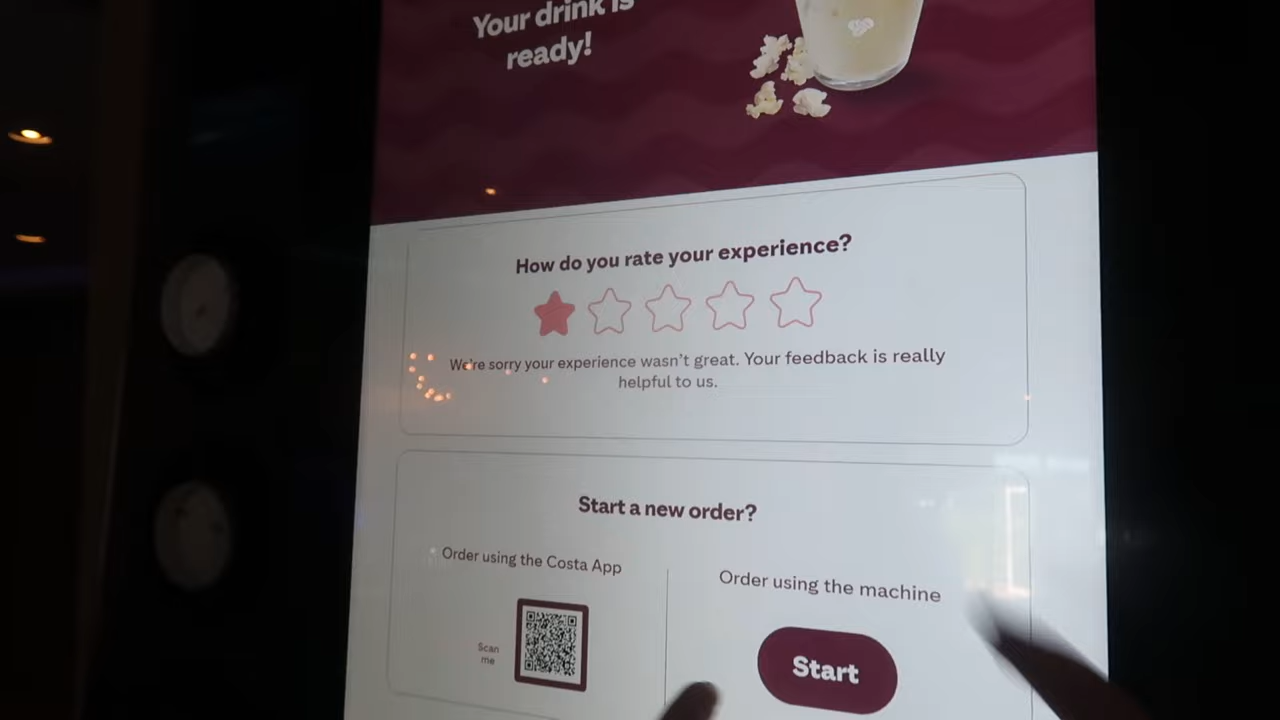 Your drink is
ready!
How do you rate your experience?
We're sorry your experience wasn't great. Your feedback is really
helpful to us.
Start a new order?
Order using the Costa App
Order using the machine
Scan
me
Start